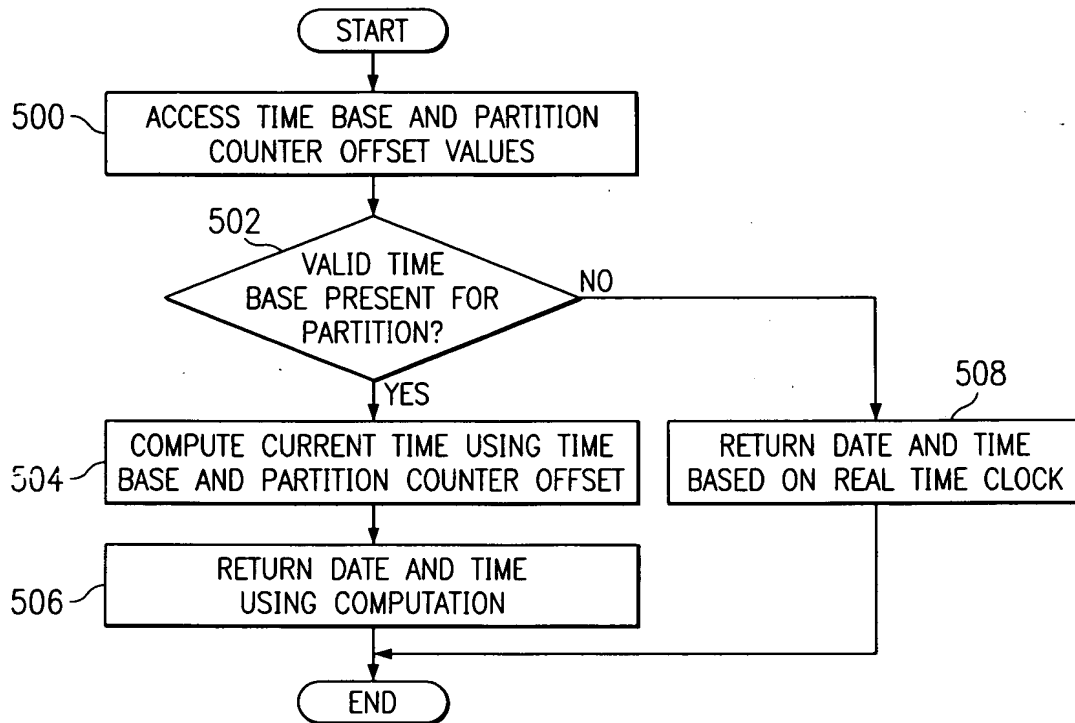 START
500
ACCESS TIME BASE AND PARTITION
COUNTER OFFSET VALUES
502
VALID TIME
BASE PRESENT FOR
PARTITION?
NO
YES
508
504
COMPUTE CURRENT TIME USING TIME
BASE AND PARTITION COUNTER OFFSET
RETURN DATE AND TIME
BASED ON REAL TIME CLOCK
506
RETURN DATE AND TIME
USING COMPUTATION
END